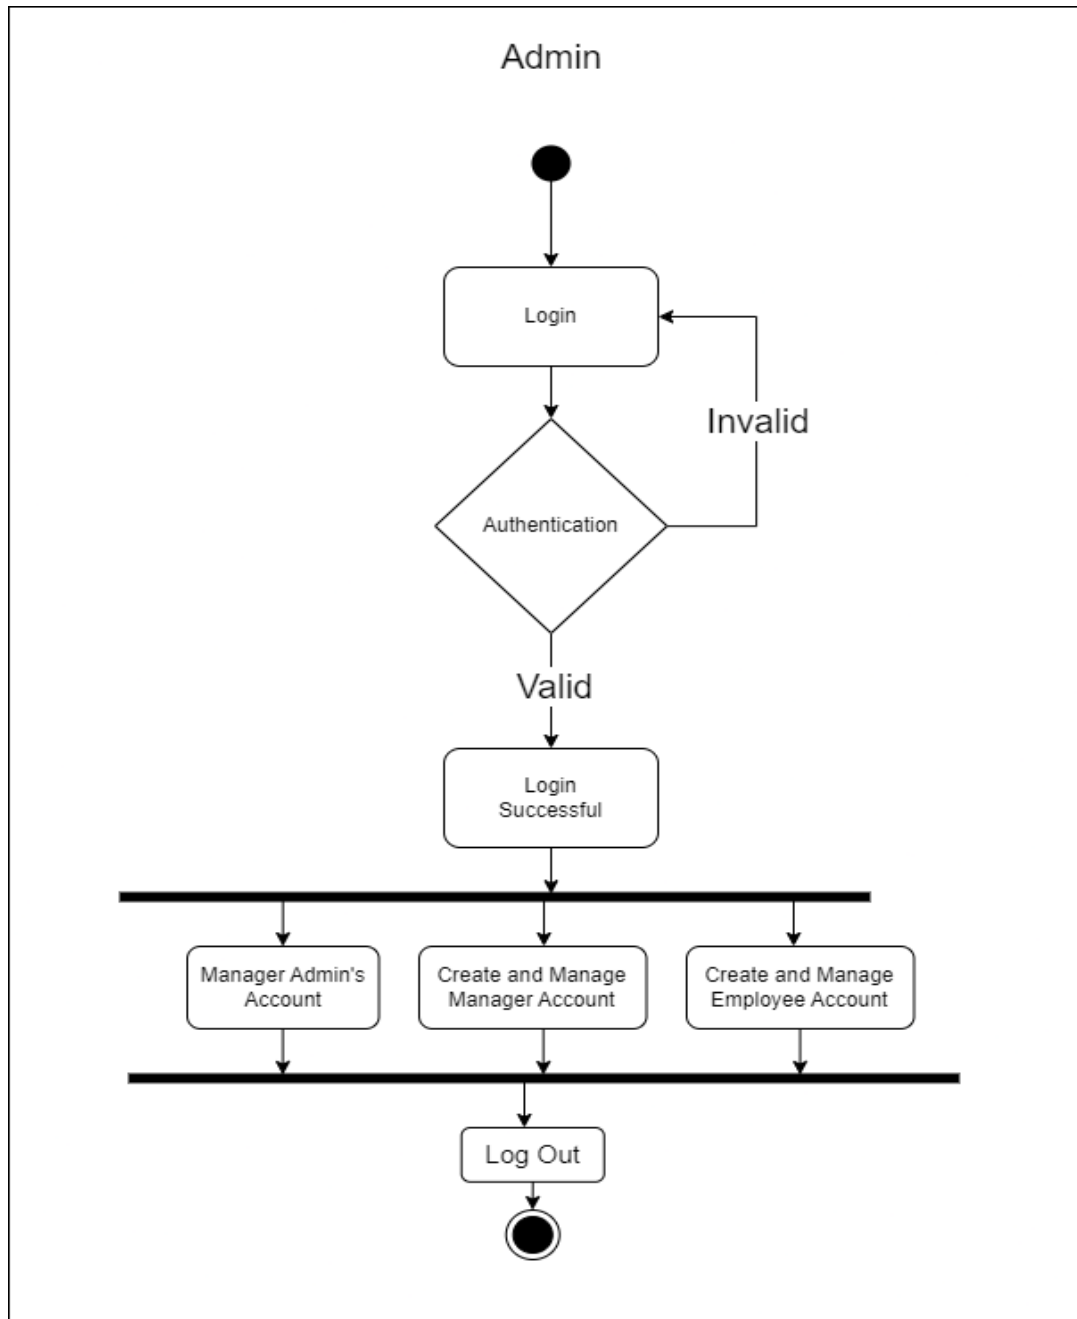 Admin
Login
Invalid
Authentication
Valid
Login
Successful
Manager Admin's
Account
Create and Manage
Manager Account
Create and Manage
Employee Account
Log Out